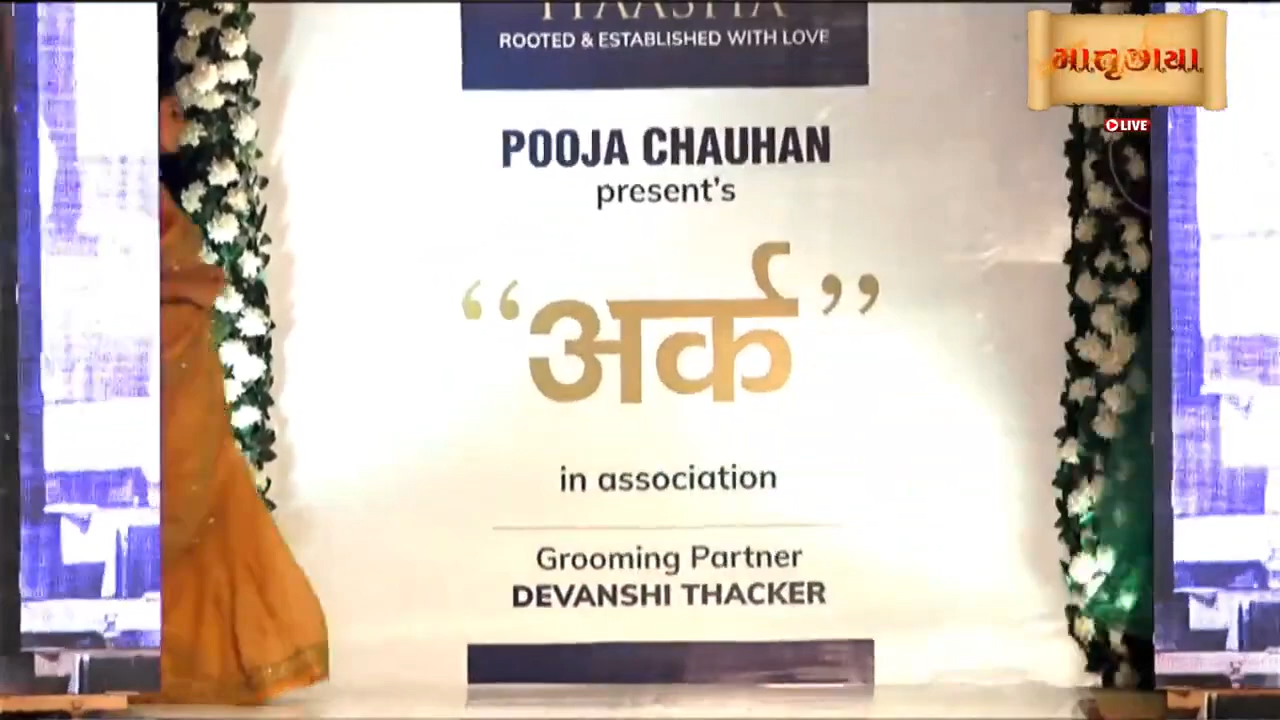 ROOTED & ESTABLISHED WITH LOVE
માતૃછાયા
LIVE
POOJA CHAUHAN
present's
“अर्क”
in association
Grooming Partner
DEVANSHI THACKER